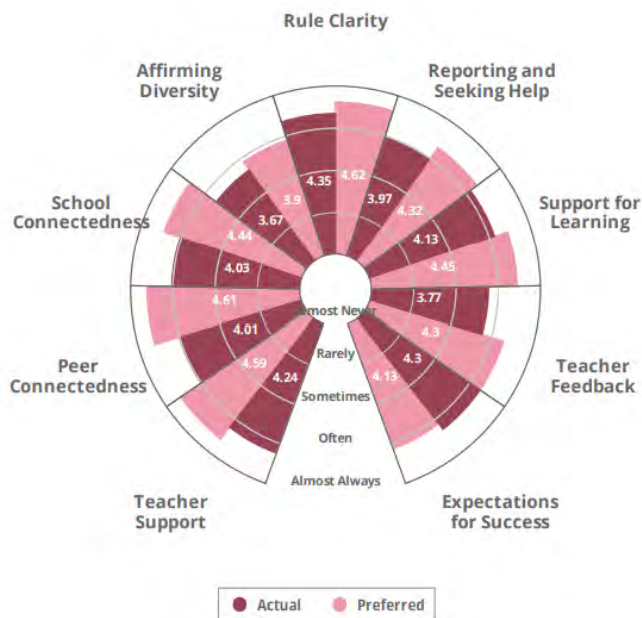 Rule Clarity
Affirming
Diversity
Reporting and
Seeking Help
4.35
4.62
3.9
3.97
3.67
4.32
School
Connectedness
4.44
4.13
Support for
Learning
4.03
4.45
4.61
3.77
Almost Never
4.01
4.3
Rarely
4.59
4.3
Peer
Connectedness
4.24
4.13
Teacher
Feedback
Sometimes
Often
Almost Always
Teacher
Support
Expectations
for Success
Actual
Preferred